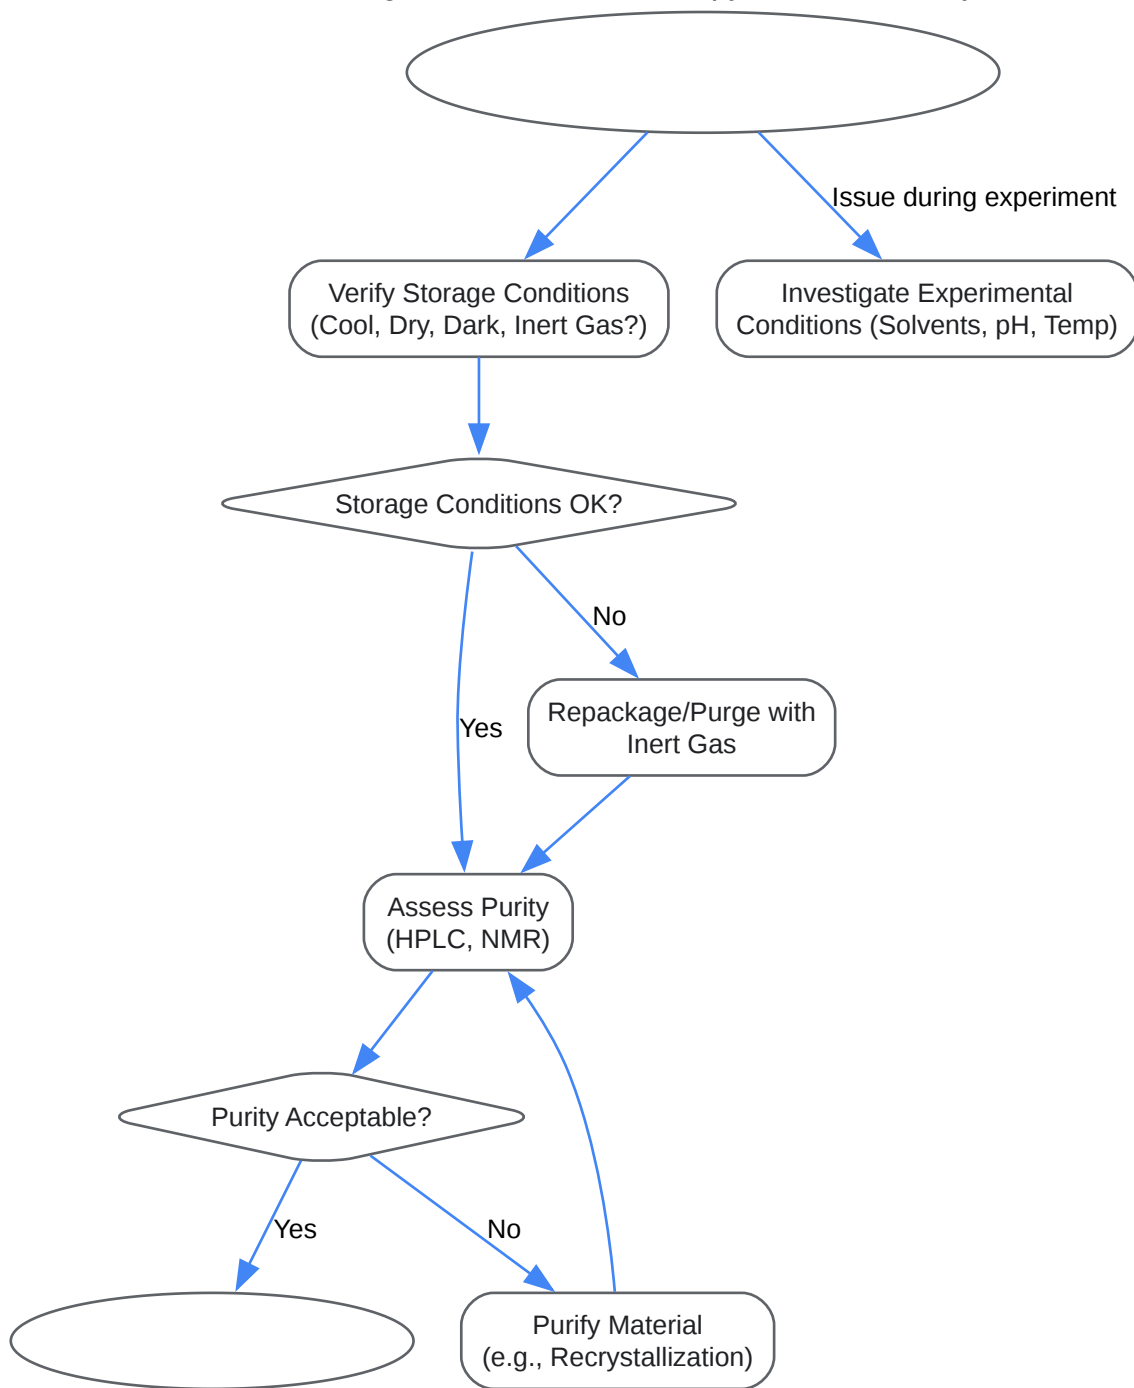 Issue during experiment
Verify Storage Conditions
(Cool, Dry, Dark, Inert Gas?)
Investigate Experimental
Conditions (Solvents, pH, Temp)
Storage Conditions OK?
No
Repackage/Purge with
Inert Gas
Yes
Assess Purity
(HPLC, NMR)
Purity Acceptable?
Yes
No
Purify Material
(e.g., Recrystallization)